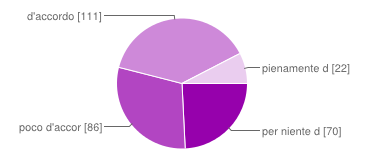 d'accordo [111]
pienamente d [22]
poco d'accor [86]
per niente d [70]